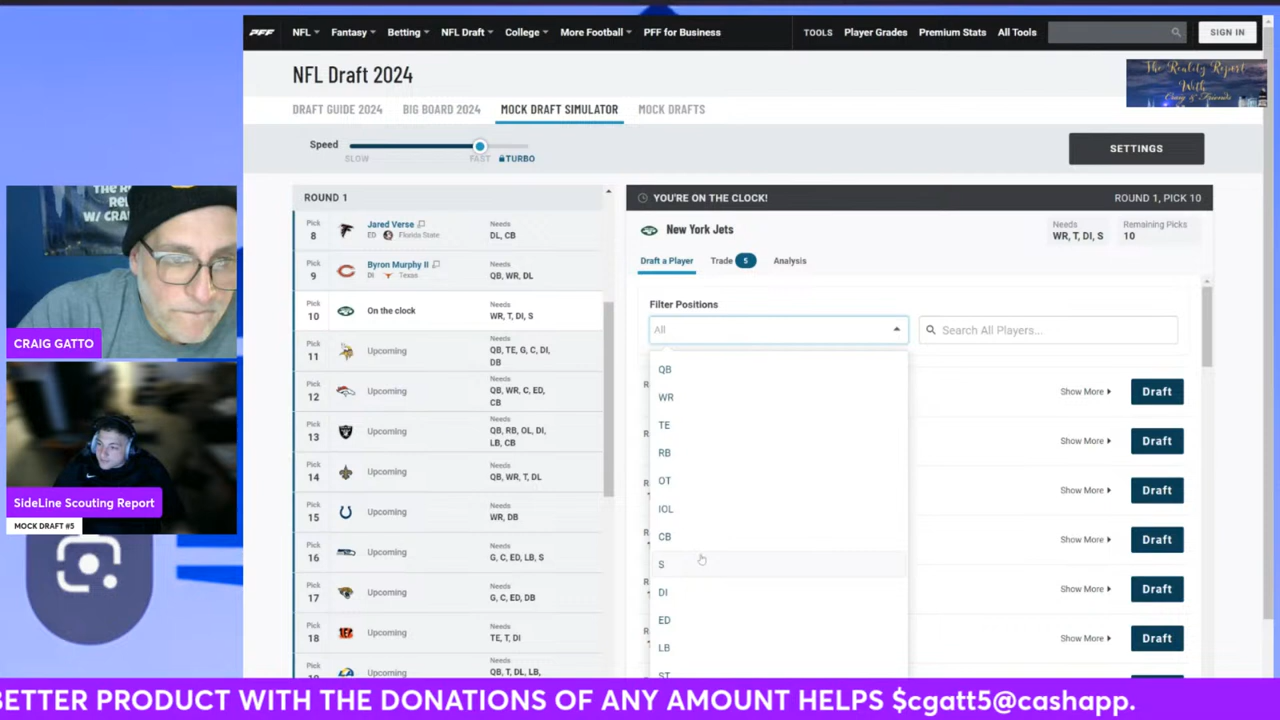 PFF NFL Fantasy Betting NFL Draft College More Football PFF for Business TOOLS Player Grades Premium Stats All Tools SIGN IN
NFL Draft 2024
The Reality Report
With
Craig & Friends
DRAFT GUIDE 2024 BIG BOARD 2024 MOCK DRAFT SIMULATOR MOCK DRAFTS
Speed
SLOW FAST TURBO
SETTINGS
ROUND 1
Pick
8
Jared Verse
ED Florida State
Needs
DL, CB
Pick
9
Byron Murphy II
DI Texas
Needs
QB, WR, DL
Pick
10
On the clock
Needs
WR, T, DI, S
Pick
11
Upcoming
Needs
QB, TE, G, C, DI,
DB
Pick
12
Upcoming
Needs
QB, WR, C, ED,
CB
Pick
13
Upcoming
Needs
QB, RB, OL, DI,
LB, CB
Pick
14
Upcoming
Needs
QB, WR, T, DL
Pick
15
Upcoming
Needs
WR, DB
Pick
16
Upcoming
Needs
G, C, ED, LB, S
Pick
17
Upcoming
Needs
G, C, ED, DB
Pick
18
Upcoming
Needs
TE, T, DI
Pick
Upcoming
Needs
QB, T, DL, LB,
YOU'RE ON THE CLOCK! ROUND 1, PICK 10
New York Jets
Needs
WR, T, DI, S
Remaining Picks
10
Draft a Player Trade 5 Analysis
Filter Positions
All
Search All Players...
QB
WR
TE
RB
OT
IOL
CB
S
DI
ED
LB
ST
Show More Draft
Show More Draft
Show More Draft
Show More Draft
Show More Draft
Show More Draft
CRAIG GATTO
SideLine Scouting Report
MOCK DRAFT #5
BETTER PRODUCT WITH THE DONATIONS OF ANY AMOUNT HELPS $cgatt5@cashapp.